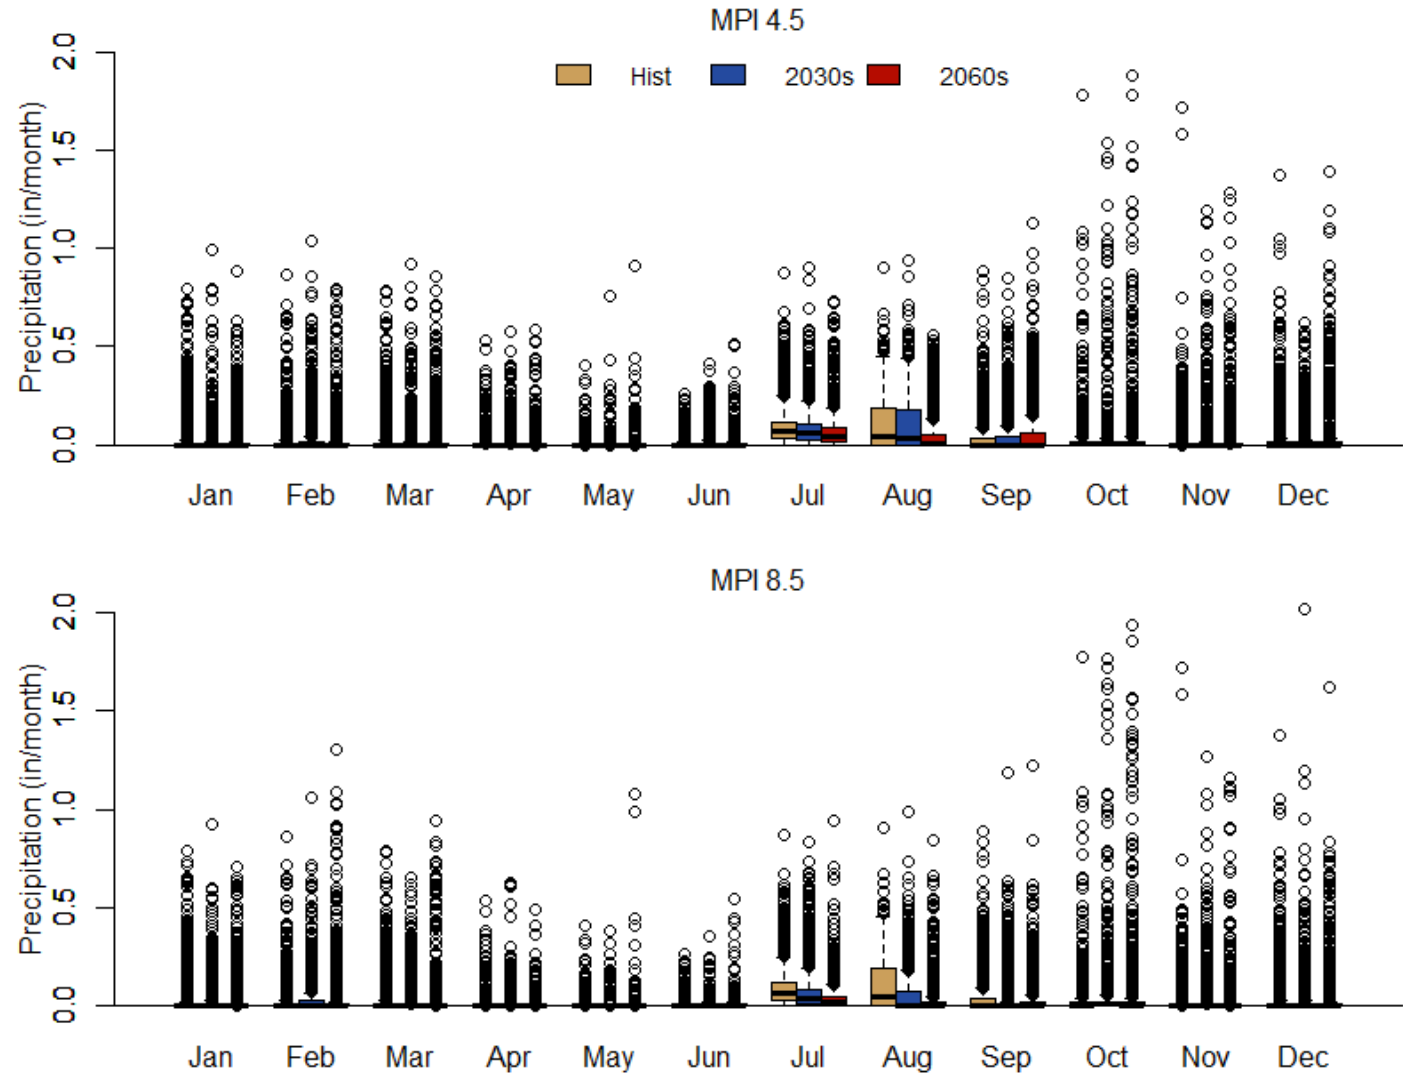 MPI 4.5
Hist 2030s 2060s
Precipitation (in/month)
2.0
1.5
1.0
0.5
0.0
Jan Feb Mar Apr May Jun Jul Aug Sep Oct Nov Dec
MPI 8.5
Precipitation (in/month)
2.0
1.5
1.0
0.5
0.0
Jan Feb Mar Apr May Jun Jul Aug Sep Oct Nov Dec